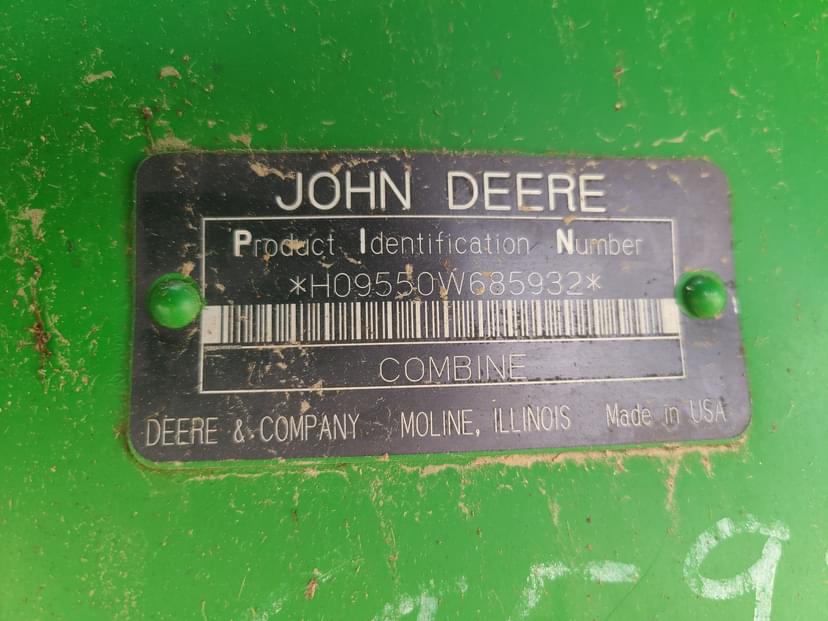 JOHN DEERE
Product Identification Number
*H09550W685932*
COMBINE
DEERE & COMPANY MOLINE, ILLINOIS Made in USA